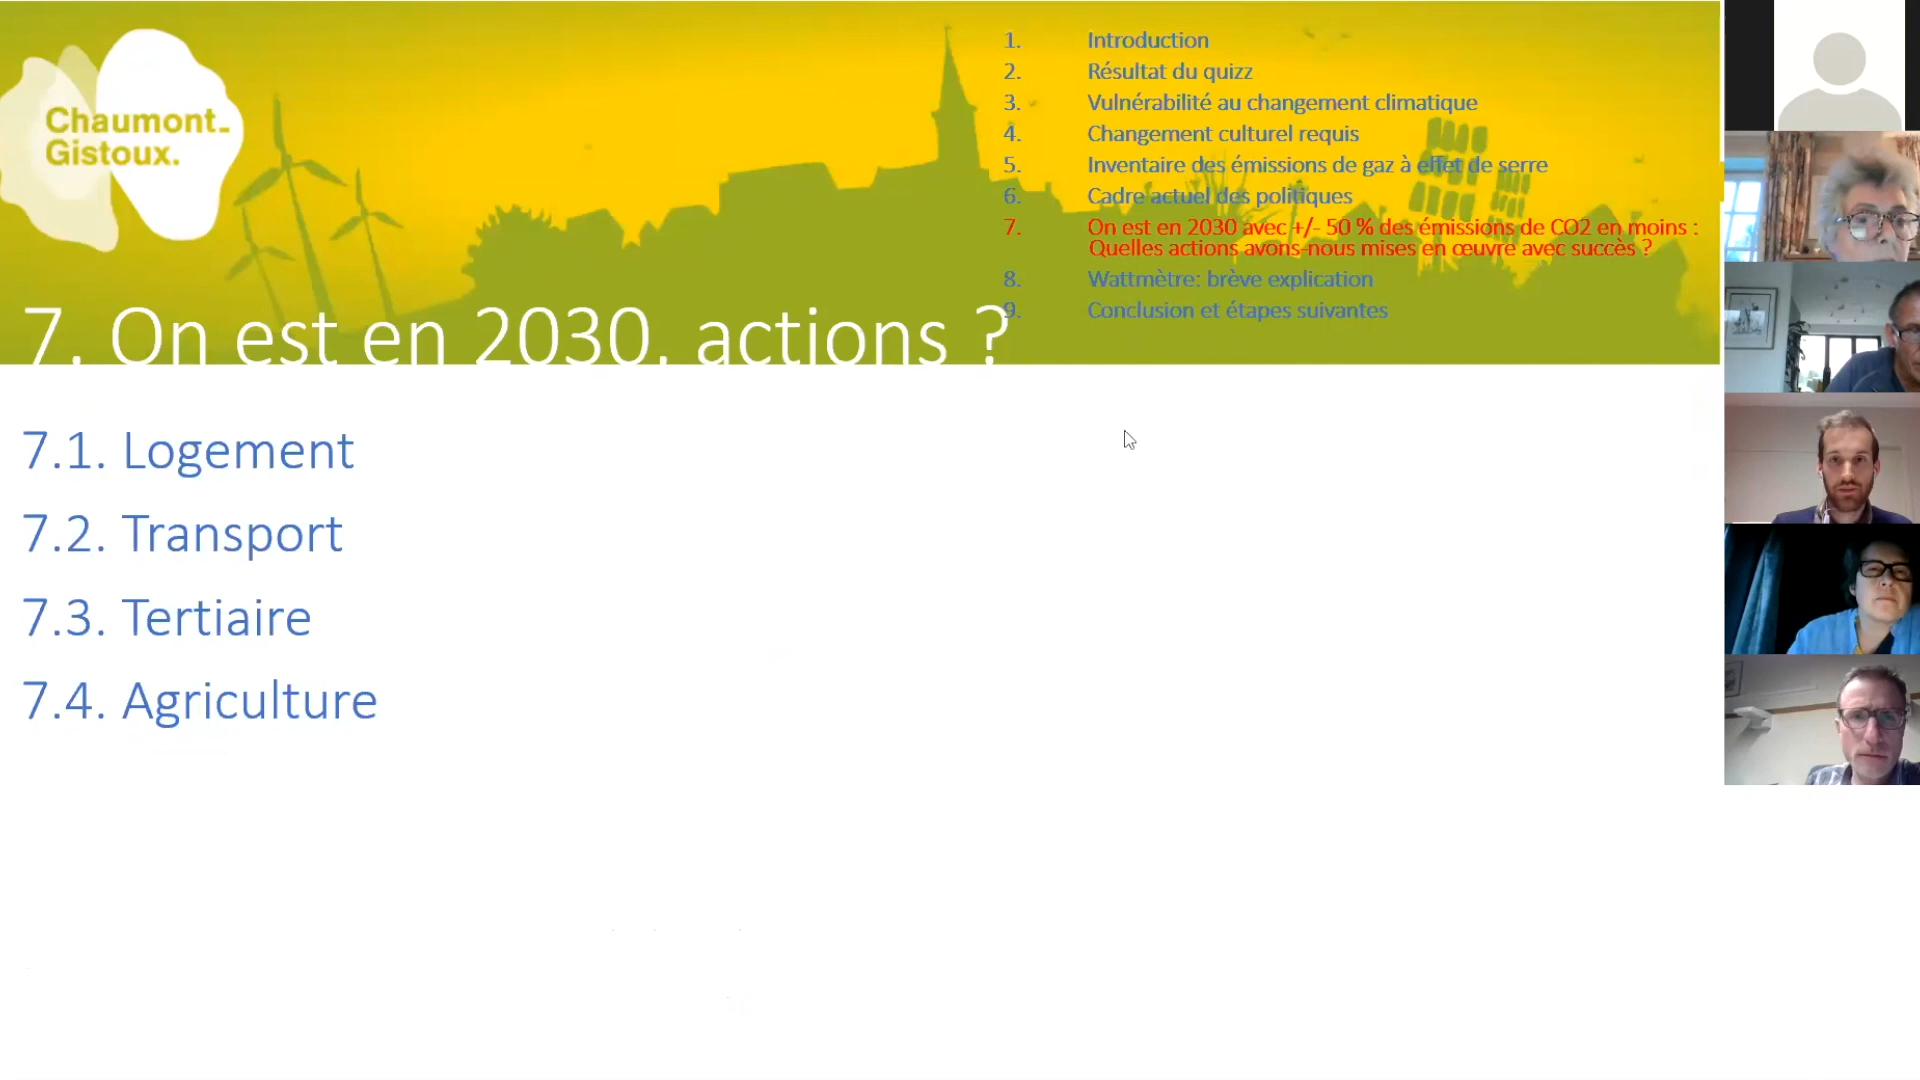 Chaumont-
Gistoux.
1. Introduction
2. Résultat du quizz
3. Vulnérabilité au changement climatique
4. Changement culturel requis
5. Inventaire des émissions de gaz à effet de serre
6. Cadre actuel des politiques
7. On est en 2030 avec +/- 50 % des émissions de CO2 en moins :
Quelles actions avons-nous mises en œuvre avec succès ?
8. Wattmètre: brève explication
9. Conclusion et étapes suivantes
7. On est en 2030, actions ?
7.1. Logement
7.2. Transport
7.3. Tertiaire
7.4. Agriculture